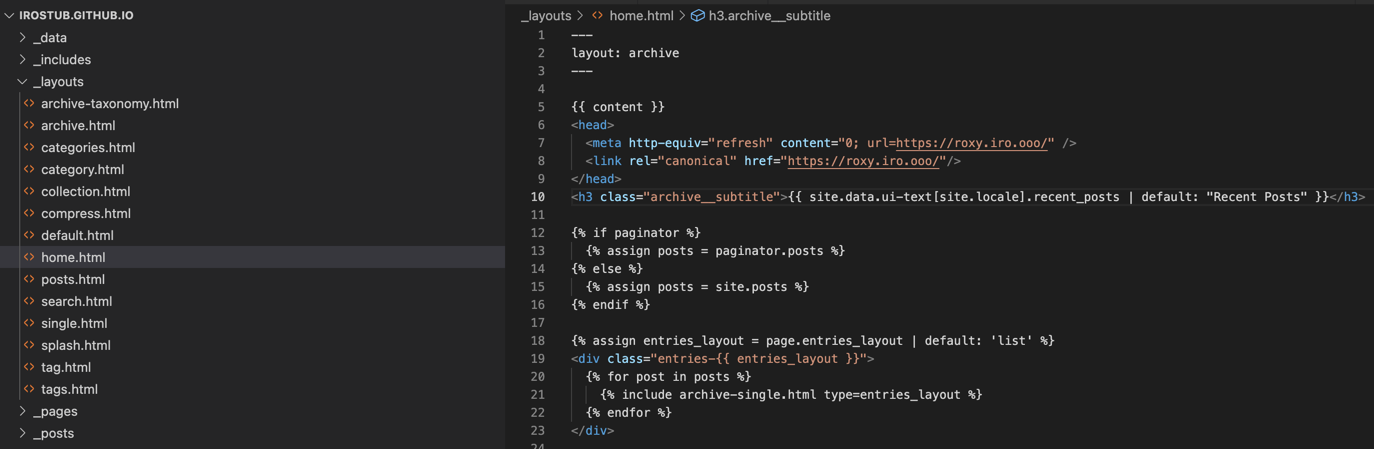 IROSTUB.GITHUB.IO
_data
_includes
_layouts
archive-taxonomy.html
archive.html
categories.html
category.html
collection.html
compress.html
default.html
home.html
posts.html
search.html
single.html
splash.html
tag.html
tags.html
_pages
_posts
_layouts > <> home.html > h3.archive__subtitle
1 ---
2 layout: archive
3 ---
4
5 {{ content }}
6 <head>
7 <meta http-equiv="refresh" content="0; url=https://roxy.iro.ooo/" />
8 <link rel="canonical" href="https://roxy.iro.ooo/"/>
9 </head>
10 <h3 class="archive__subtitle">{{ site.data.ui-text[site.locale].recent_posts | default: "Recent Posts" }}</h3>
11
12 {% if paginator %}
13 {% assign posts = paginator.posts %}
14 {% else %}
15 {% assign posts = site.posts %}
16 {% endif %}
17
18 {% assign entries_layout = page.entries_layout | default: 'list' %}
19 <div class="entries-{{ entries_layout }}">
20 {% for post in posts %}
21 {% include archive-single.html type=entries_layout %}
22 {% endfor %}
23 </div>
24